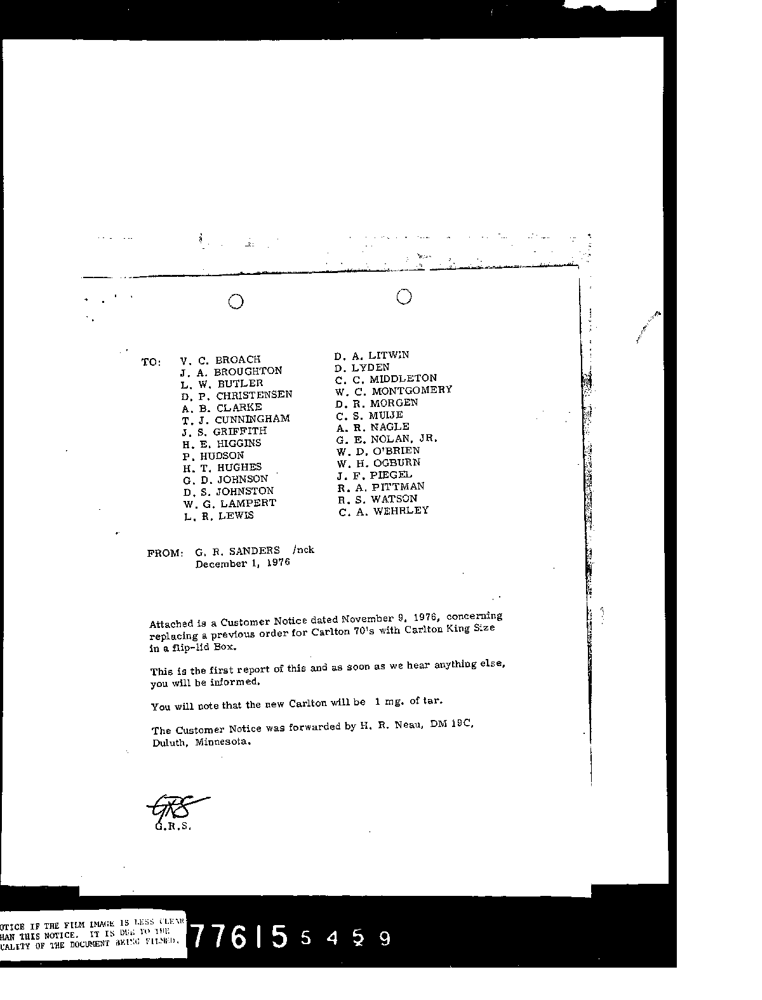 TO: V. C. BROACH
J. A. BROUGHTON
L. W. BUTLER
D. P. CHRISTENSEN
A. B. CLARKE
T. J. CUNNINGHAM
J. S. GRIFFITH
H. E. HIGGINS
P. HUDSON
H. T. HUGHES
G. D. JOHNSON
D. S. JOHNSTON
W. G. LAMPERT
L. R. LEWIS
D. A. LITWIN
D. LYDEN
C. C. MIDDLETON
W. C. MONTGOMERY
D. R. MORGEN
C. S. MUIJE
A. R. NAGLE
G. E. NOLAN, JR.
W. D. O'BRIEN
W. H. OGBURN
J. F. PIEGEL
R. A. PITTMAN
R. S. WATSON
C. A. WEHRLEY
FROM: G. R. SANDERS /nck
December 1, 1976
Attached is a Customer Notice dated November 9, 1976, concerning
replacing a previous order for Carlton 70's with Carlton King Size
in a flip-lid Box.
This is the first report of this and as soon as we hear anything else,
you will be informed.
You will note that the new Carlton will be 1 mg. of tar.
The Customer Notice was forwarded by H. R. Neau, DM 19C,
Duluth, Minnesota.
GRS
G.R.S.
OTICE IF THE FILM IMAGE IS LESS CLEAR
HAN THIS NOTICE. IT IS DUE TO THE
UALITY OF THE DOCUMENT BEING FILMED.
77615 5459